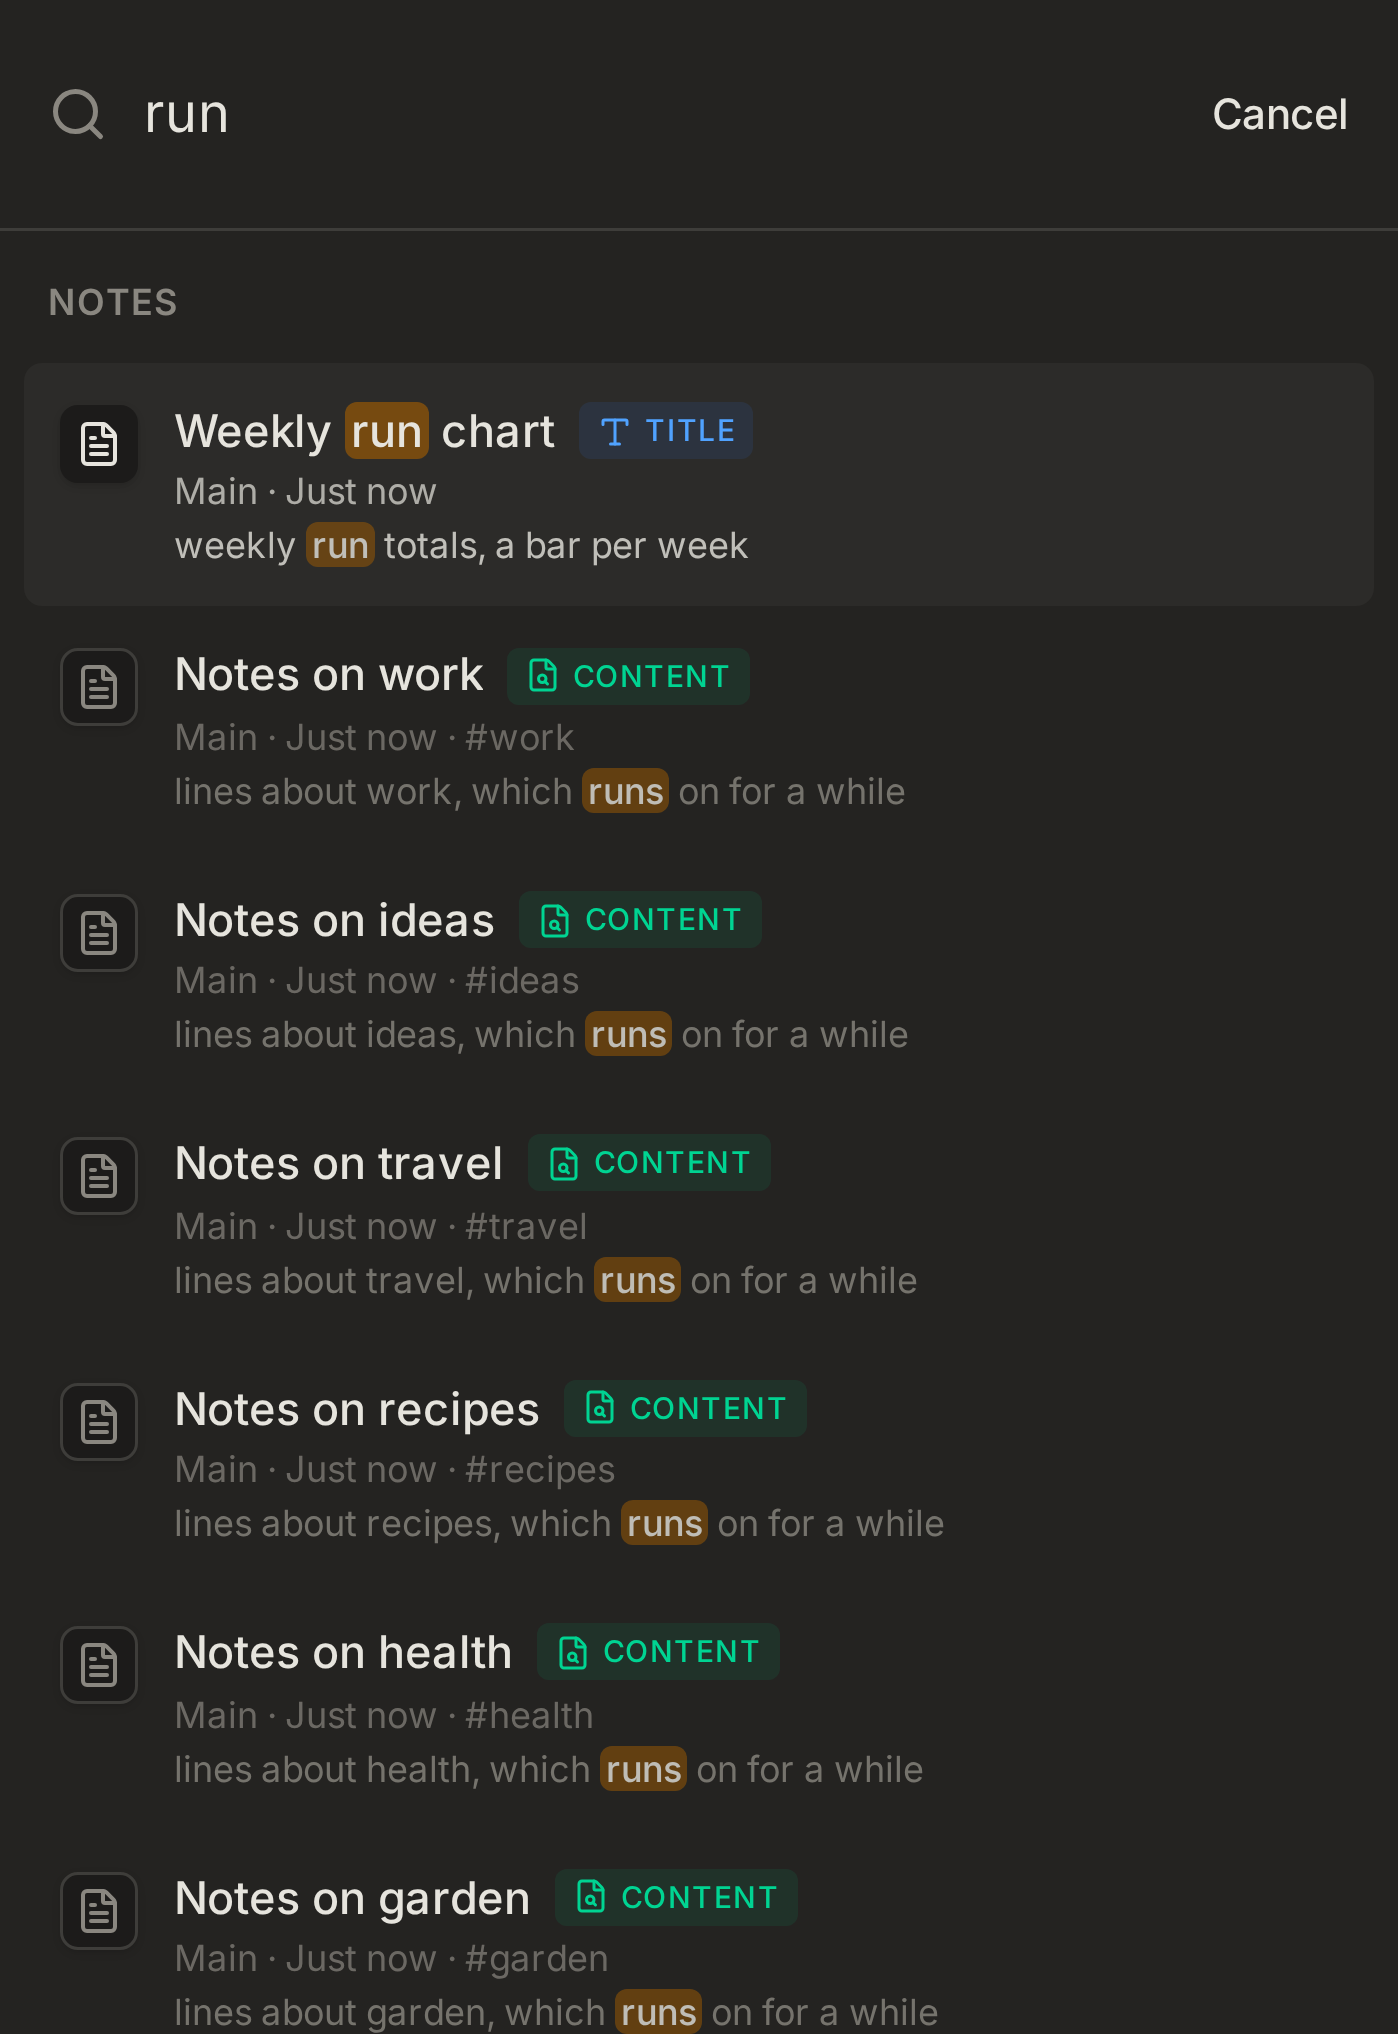 run
Cancel
NOTES
Weekly run chart TITLE
Main · Just now
weekly run totals, a bar per week
Notes on work CONTENT
Main · Just now · #work
lines about work, which runs on for a while
Notes on ideas CONTENT
Main · Just now · #ideas
lines about ideas, which runs on for a while
Notes on travel CONTENT
Main · Just now · #travel
lines about travel, which runs on for a while
Notes on recipes CONTENT
Main · Just now · #recipes
lines about recipes, which runs on for a while
Notes on health CONTENT
Main · Just now · #health
lines about health, which runs on for a while
Notes on garden CONTENT
Main · Just now · #garden
lines about garden, which runs on for a while